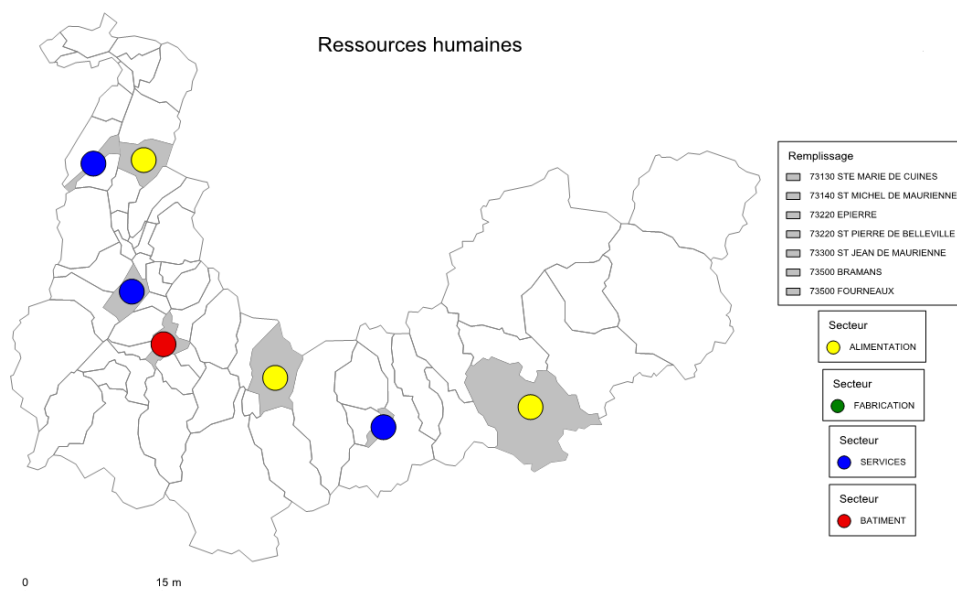 Ressources humaines
Remplissage
73130 STE MARIE DE CUINES
73140 ST MICHEL DE MAURIENNE
73220 EPIERRE
73220 ST PIERRE DE BELLEVILLE
73300 ST JEAN DE MAURIENNE
73500 BRAMANS
73500 FOURNEAUX
Secteur
ALIMENTATION
Secteur
FABRICATION
Secteur
SERVICES
Secteur
BATIMENT
0 15 m